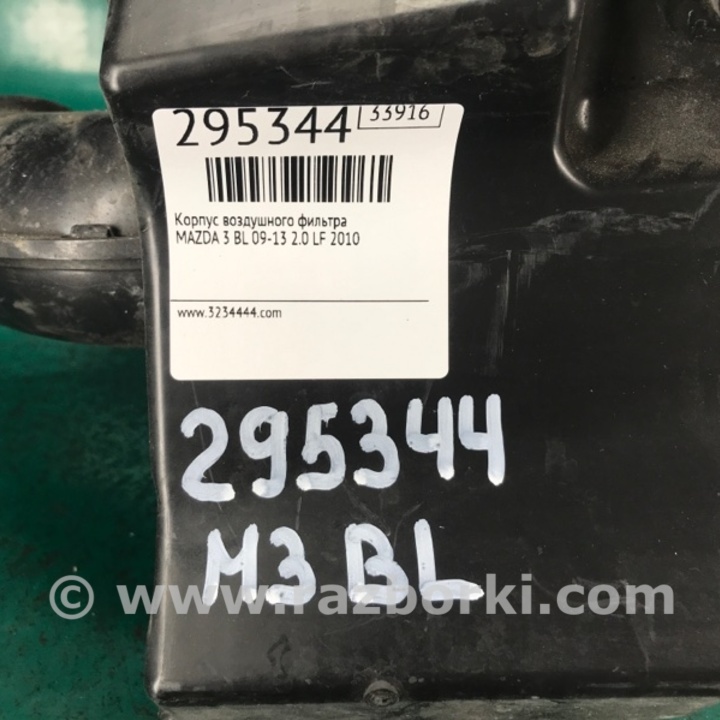 295344 33916
Корпус воздушного фильтра
MAZDA 3 BL 09-13 2.0 LF 2010
www.3234444.com
295344
M3 BL
© www.razborki.com